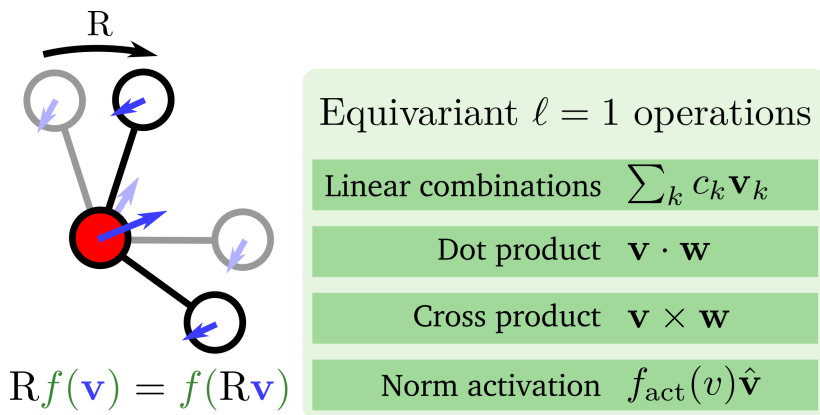 R
Equivariant ℓ = 1 operations
Linear combinations ∑ₖ cₖ𝐯ₖ
Dot product 𝐯 · 𝐰
Cross product 𝐯 × 𝐰
Norm activation f_act(v)𝐯̂
Rf(𝐯) = f(R𝐯)